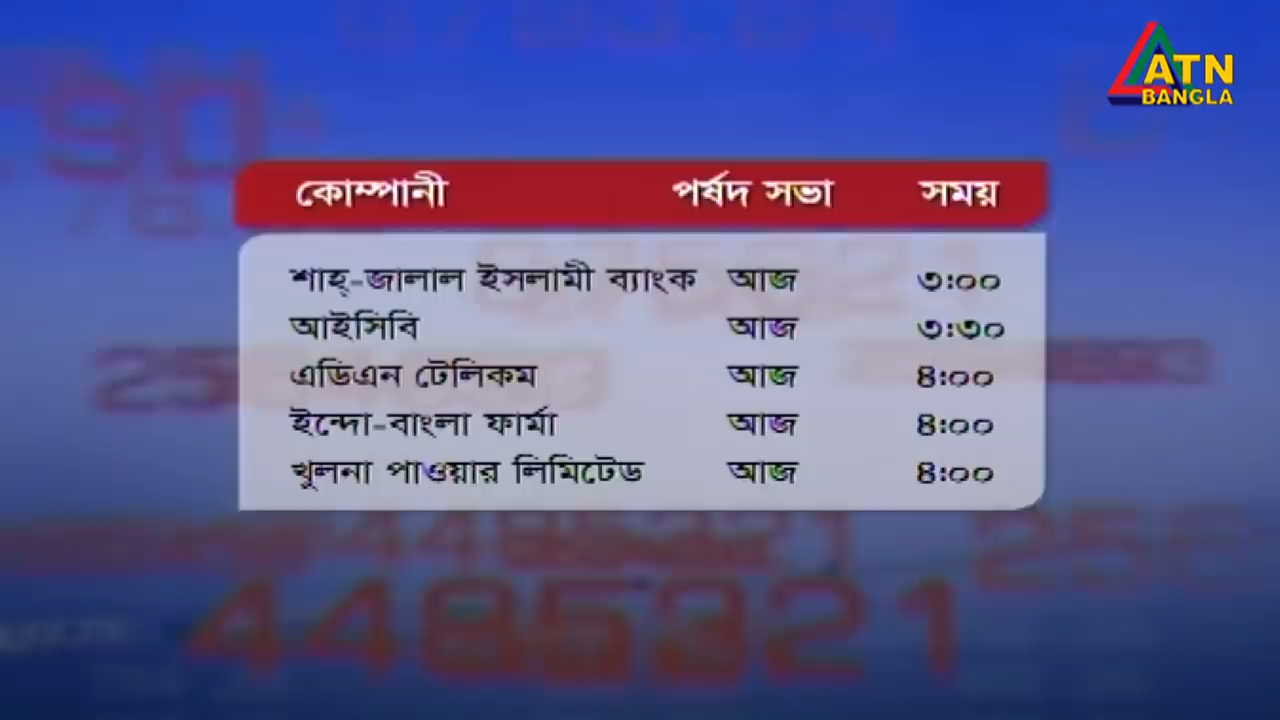 ATN
BANGLA
কোম্পানী পর্ষদ সভা সময়
শাহ্-জালাল ইসলামী ব্যাংক আজ ৩:০০
আইসিবি আজ ৩:৩০
এডিএন টেলিকম আজ ৪:০০
ইন্দো-বাংলা ফার্মা আজ ৪:০০
খুলনা পাওয়ার লিমিটেড আজ ৪:০০
4485321